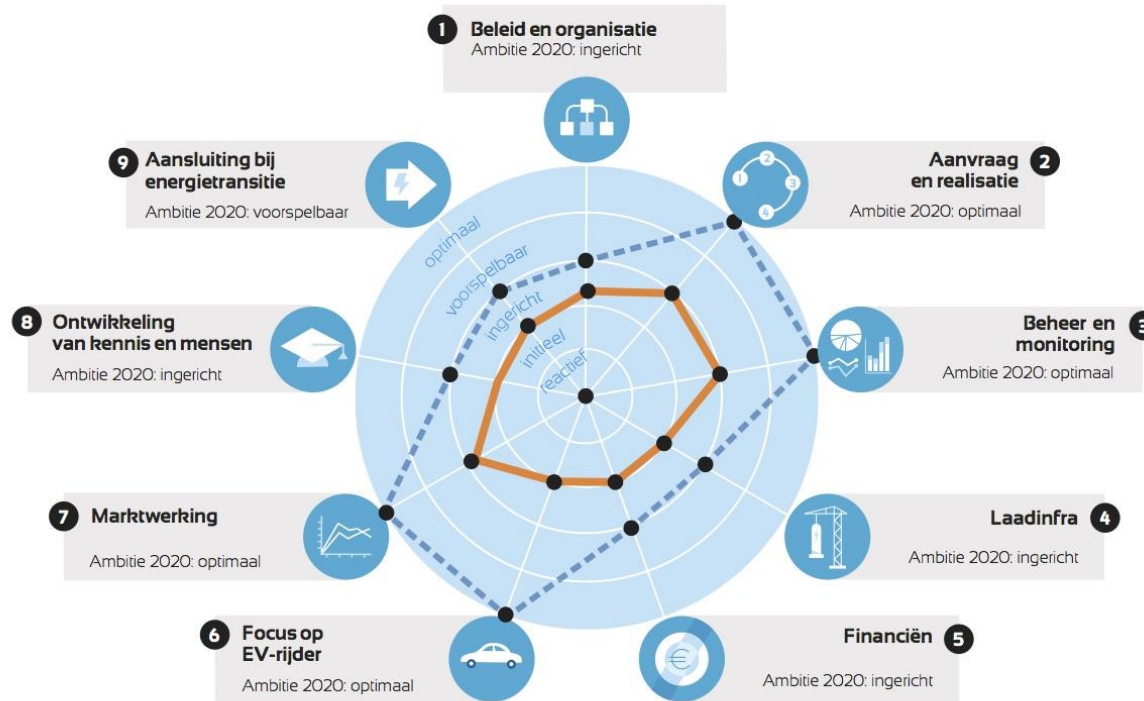 1
Beleid en organisatie
Ambitie 2020: ingericht
2
Aanvraag
en realisatie
Ambitie 2020: optimaal
3
Beheer en
monitoring
Ambitie 2020: optimaal
4
Laadinfra
Ambitie 2020: ingericht
5
Financiën
Ambitie 2020: ingericht
6
Focus op
EV-rijder
Ambitie 2020: optimaal
7
Marktwerking
Ambitie 2020: optimaal
8
Ontwikkeling
van kennis en mensen
Ambitie 2020: ingericht
9
Aansluiting bij
energietransitie
Ambitie 2020: voorspelbaar
optimaal
voorspelbaar
ingericht
initieel
reactief
1
2
3
4
€